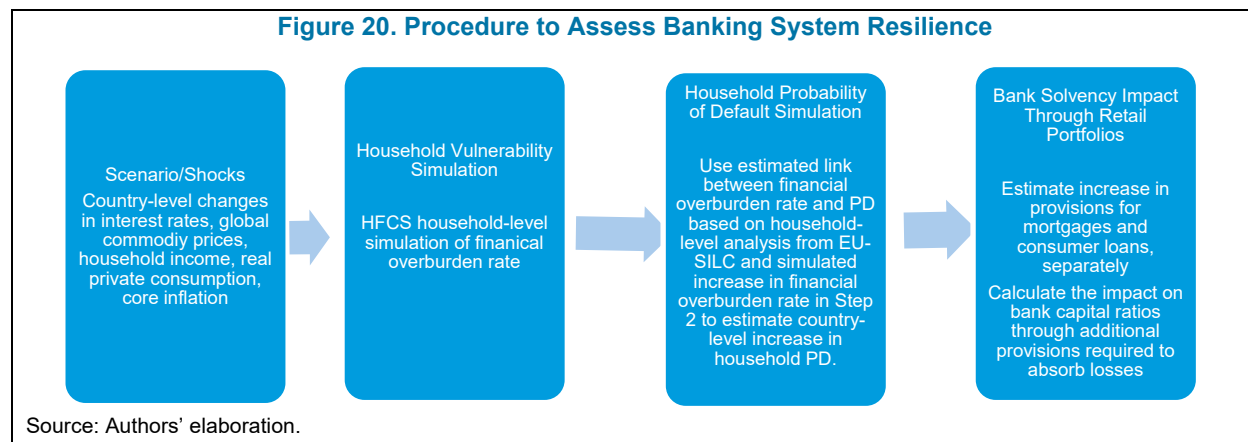 Figure 20. Procedure to Assess Banking System Resilience
Scenario/Shocks
Country-level changes
in interest rates, global
commodiy prices,
household income, real
private consumption,
core inflation
Household Vulnerability
Simulation
HFCS household-level
simulation of finanical
overburden rate
Household Probability
of Default Simulation
Use estimated link
between financial
overburden rate and PD
based on household-
level analysis from EU-
SILC and simulated
increase in financial
overburden rate in Step
2 to estimate country-
level increase in
household PD.
Bank Solvency Impact
Through Retail
Portfolios
Estimate increase in
provisions for
mortgages and
consumer loans,
separately
Calculate the impact on
bank capital ratios
through additional
provisions required to
absorb losses
Source: Authors’ elaboration.